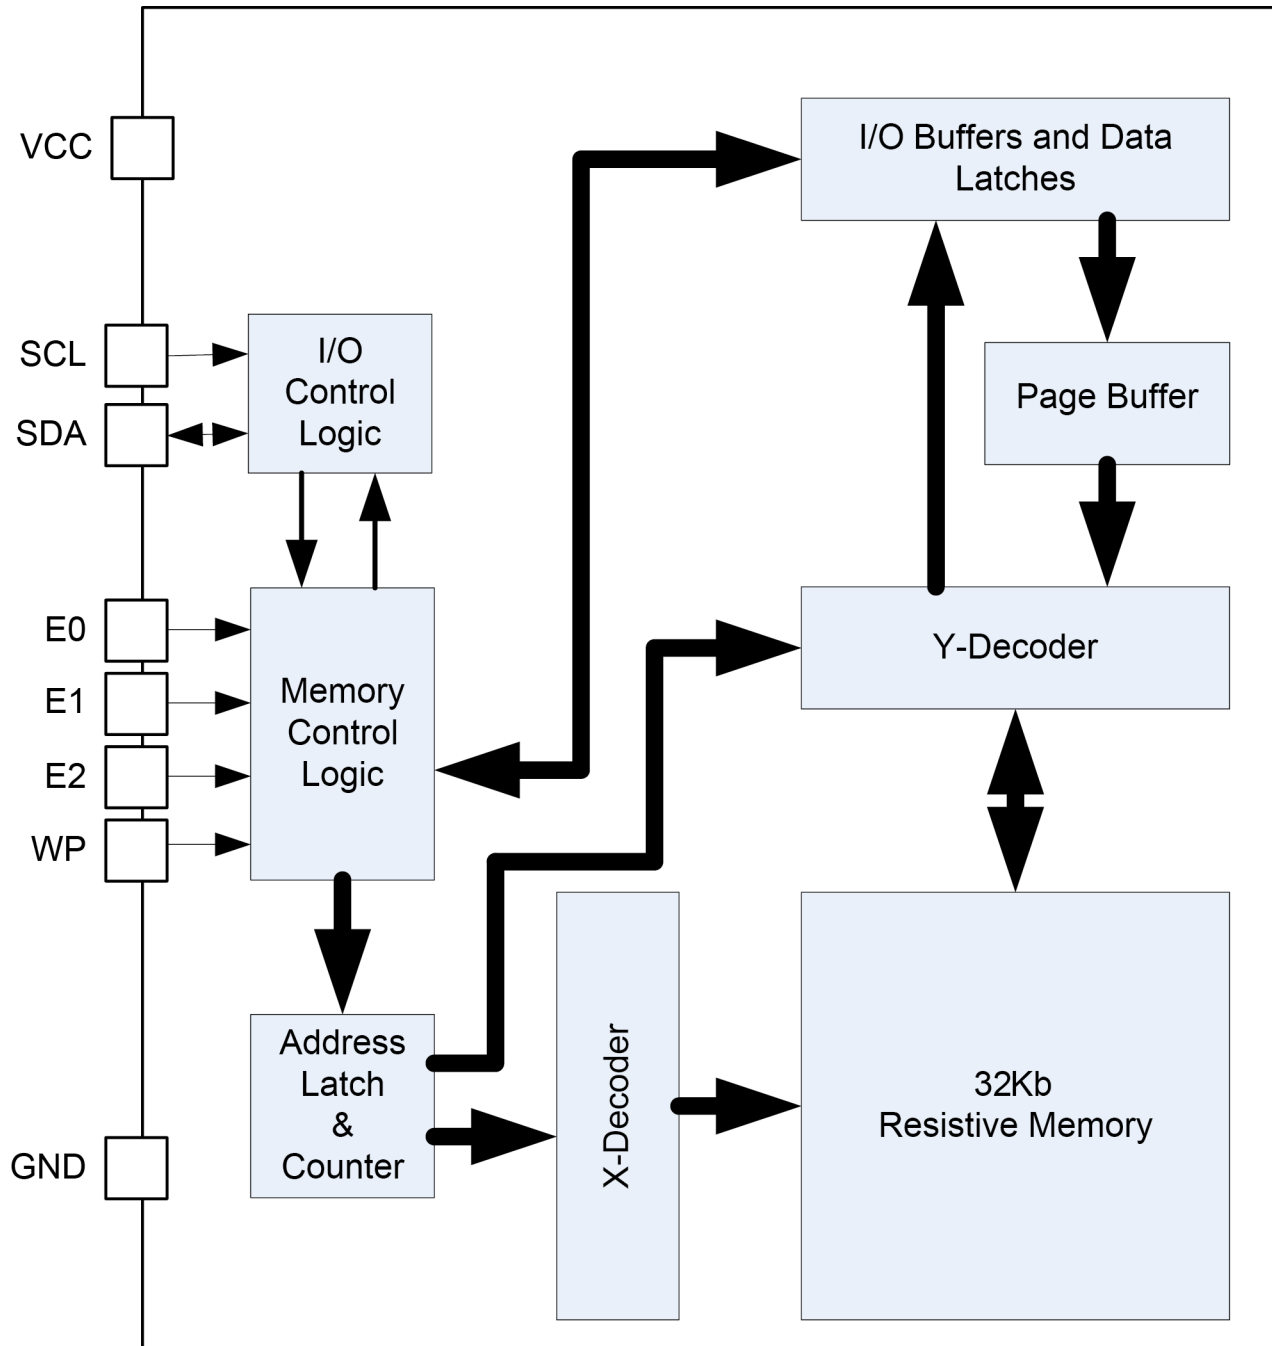 VCC
I/O Buffers and Data
Latches
SCL
I/O
Control
Logic
SDA
Page Buffer
E0
E1
E2
WP
Memory
Control
Logic
Y-Decoder
Address
Latch
&
Counter
X-Decoder
32Kb
Resistive Memory
GND